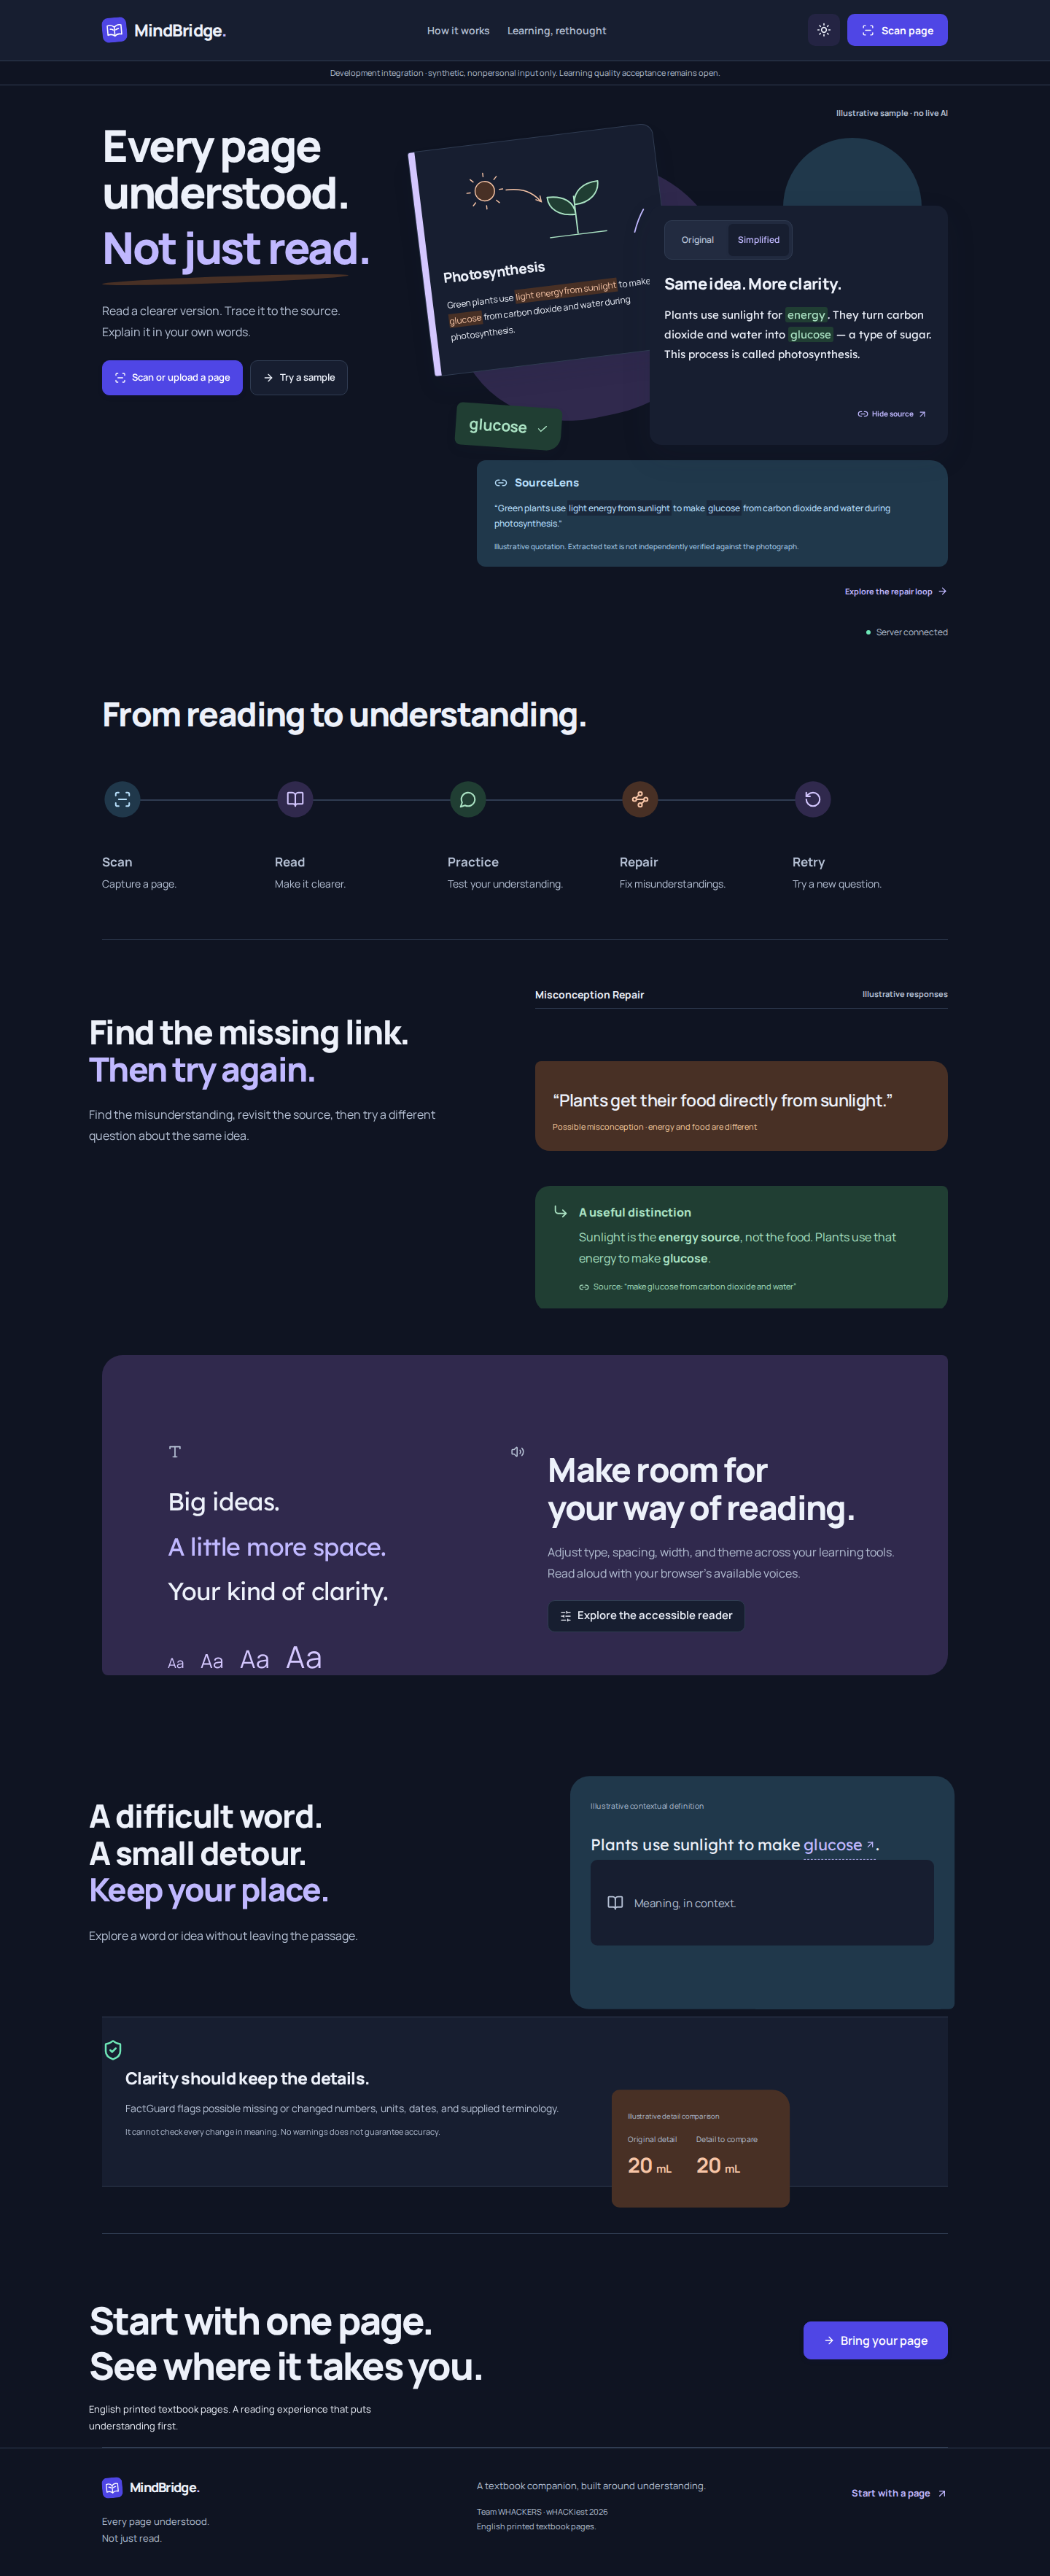 MindBridge.
How it works
Learning, rethought
Scan page
Development integration · synthetic, nonpersonal input only. Learning quality acceptance remains open.
Illustrative sample · no live AI
Every page
understood.
Not just read.
Read a clearer version. Trace it to the source.
Explain it in your own words.
Scan or upload a page
Try a sample
Photosynthesis
Green plants use light energy from sunlight to make
glucose from carbon dioxide and water during
photosynthesis.
glucose
Original
Simplified
Same idea. More clarity.
Plants use sunlight for energy. They turn carbon
dioxide and water into glucose — a type of sugar.
This process is called photosynthesis.
Hide source
SourceLens
“Green plants use light energy from sunlight to make glucose from carbon dioxide and water during
photosynthesis.”
Illustrative quotation. Extracted text is not independently verified against the photograph.
Explore the repair loop
Server connected
From reading to understanding.
Scan
Capture a page.
Read
Make it clearer.
Practice
Test your understanding.
Repair
Fix misunderstandings.
Retry
Try a new question.
Find the missing link.
Then try again.
Find the misunderstanding, revisit the source, then try a different
question about the same idea.
Misconception Repair
Illustrative responses
“Plants get their food directly from sunlight.”
Possible misconception · energy and food are different
A useful distinction
Sunlight is the energy source, not the food. Plants use that
energy to make glucose.
Source: “make glucose from carbon dioxide and water”
Big ideas.
A little more space.
Your kind of clarity.
Aa Aa Aa Aa
Make room for
your way of reading.
Adjust type, spacing, width, and theme across your learning tools.
Read aloud with your browser’s available voices.
Explore the accessible reader
A difficult word.
A small detour.
Keep your place.
Explore a word or idea without leaving the passage.
Illustrative contextual definition
Plants use sunlight to make glucose.
Meaning, in context.
Clarity should keep the details.
FactGuard flags possible missing or changed numbers, units, dates, and supplied terminology.
It cannot check every change in meaning. No warnings does not guarantee accuracy.
Illustrative detail comparison
Original detail
Detail to compare
20 mL
20 mL
Start with one page.
See where it takes you.
English printed textbook pages. A reading experience that puts
understanding first.
Bring your page
MindBridge.
Every page understood.
Not just read.
A textbook companion, built around understanding.
Team WHACKERS · wHACKiest 2026
English printed textbook pages.
Start with a page